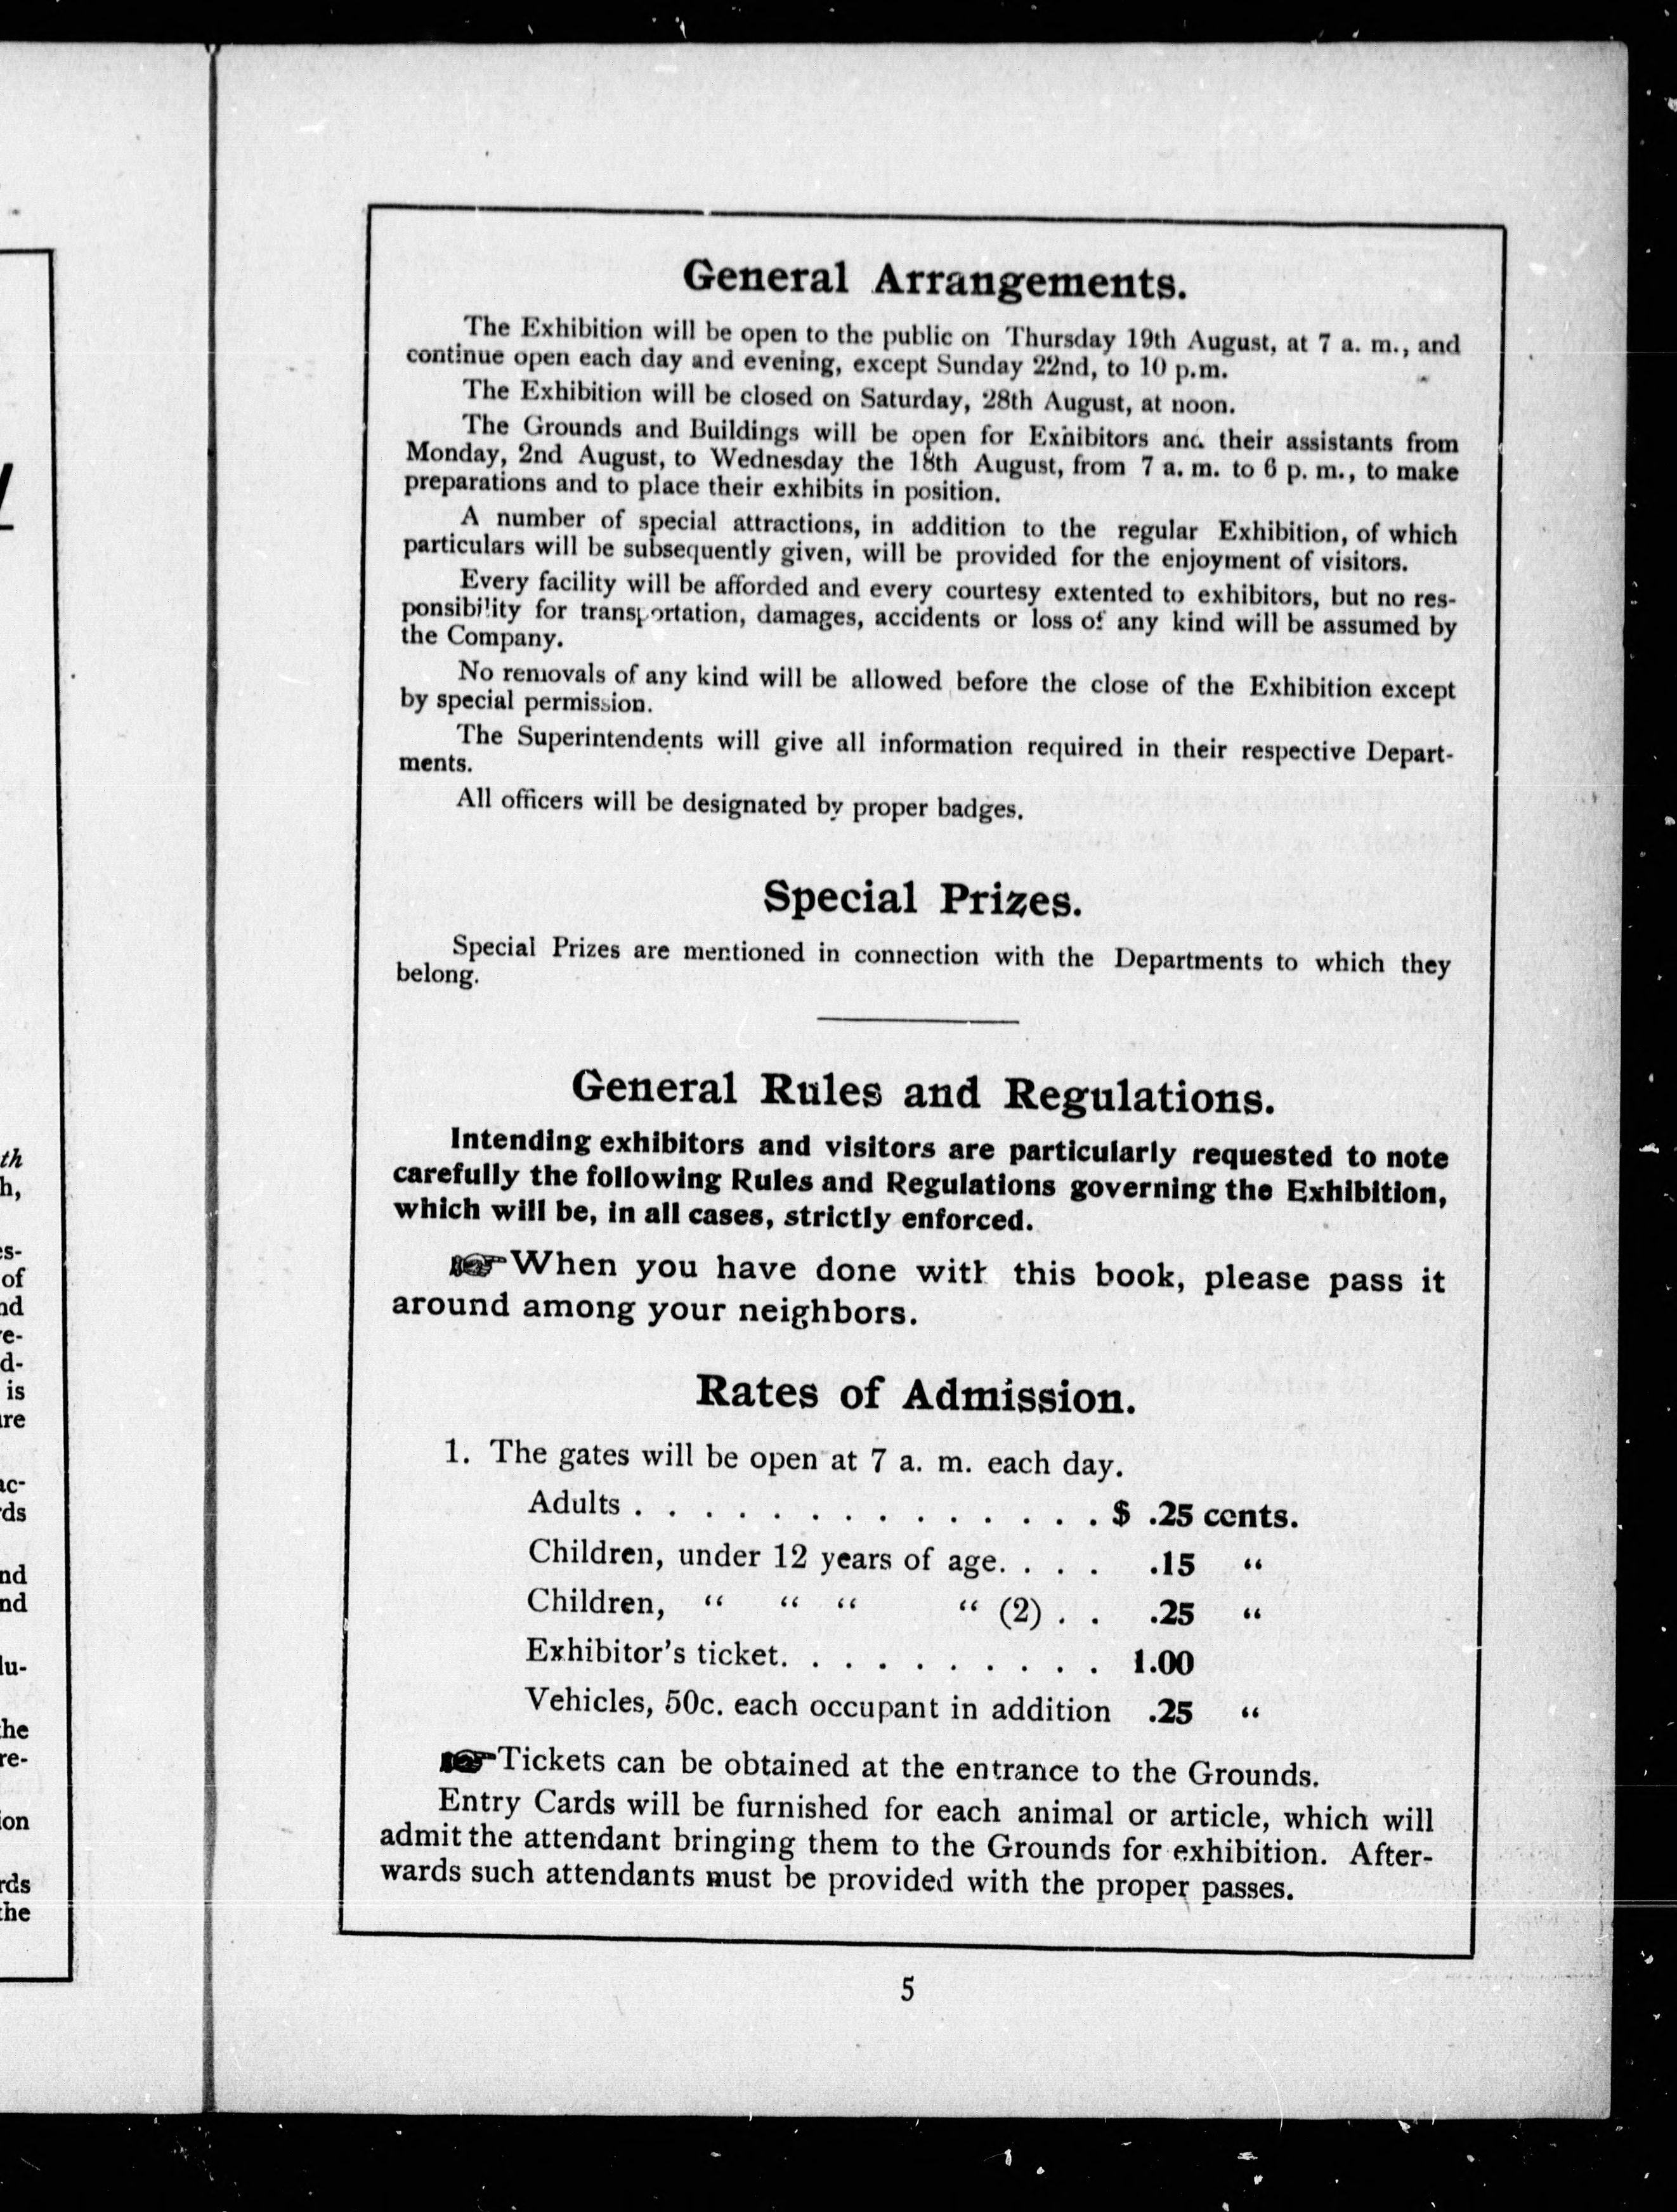 General Arrangements.
The Exhibition will be open to the public on Thursday 19th August, at 7 a. m., and
continue open each day and evening, except Sunday 22nd, to 10 p.m.
The Exhibition will be closed on Saturday, 28th August, at noon.
The Grounds and Buildings will be open for Exhibitors and their assistants from
Monday, 2nd August, to Wednesday the 18th August, from 7 a. m. to 6 p. m., to make
preparations and to place their exhibits in position.
A number of special attractions, in addition to the regular Exhibition, of which
particulars will be subsequently given, will be provided for the enjoyment of visitors.
Every facility will be afforded and every courtesy extented to exhibitors, but no res-
ponsibility for transportation, damages, accidents or loss of any kind will be assumed by
the Company.
No removals of any kind will be allowed before the close of the Exhibition except
by special permission.
The Superintendents will give all information required in their respective Depart-
ments.
All officers will be designated by proper badges.
Special Prizes.
Special Prizes are mentioned in connection with the Departments to which they
belong.
General Rules and Regulations.
Intending exhibitors and visitors are particularly requested to note
carefully the following Rules and Regulations governing the Exhibition,
which will be, in all cases, strictly enforced.
☞When you have done with this book, please pass it
around among your neighbors.
Rates of Admission.
1. The gates will be open at 7 a. m. each day.
Adults . . . . . . . . . . . . . . $ .25 cents.
Children, under 12 years of age. . . . .15 “
Children, “ “ “ “ (2) . . .25 “
Exhibitor's ticket. . . . . . . . . . 1.00
Vehicles, 50c. each occupant in addition .25 “
☞Tickets can be obtained at the entrance to the Grounds.
Entry Cards will be furnished for each animal or article, which will
admit the attendant bringing them to the Grounds for exhibition. After-
wards such attendants must be provided with the proper passes.
5